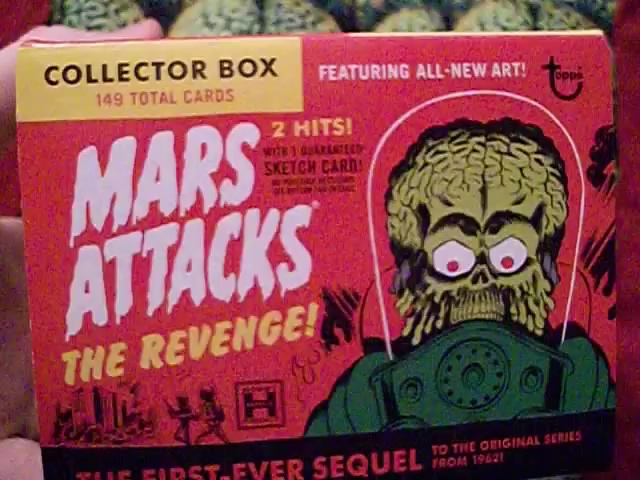 COLLECTOR BOX
149 TOTAL CARDS
FEATURING ALL-NEW ART!
Topps
2 HITS!
WITH 1 GUARANTEED
SKETCH CARD!
MARS
ATTACKS
THE REVENGE!
H
THE FIRST-EVER SEQUEL
TO THE ORIGINAL SERIES
FROM 1962!